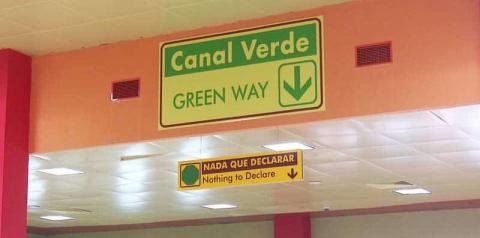 Canal Verde
GREEN WAY
NADA QUE DECLARAR
Nothing to Declare